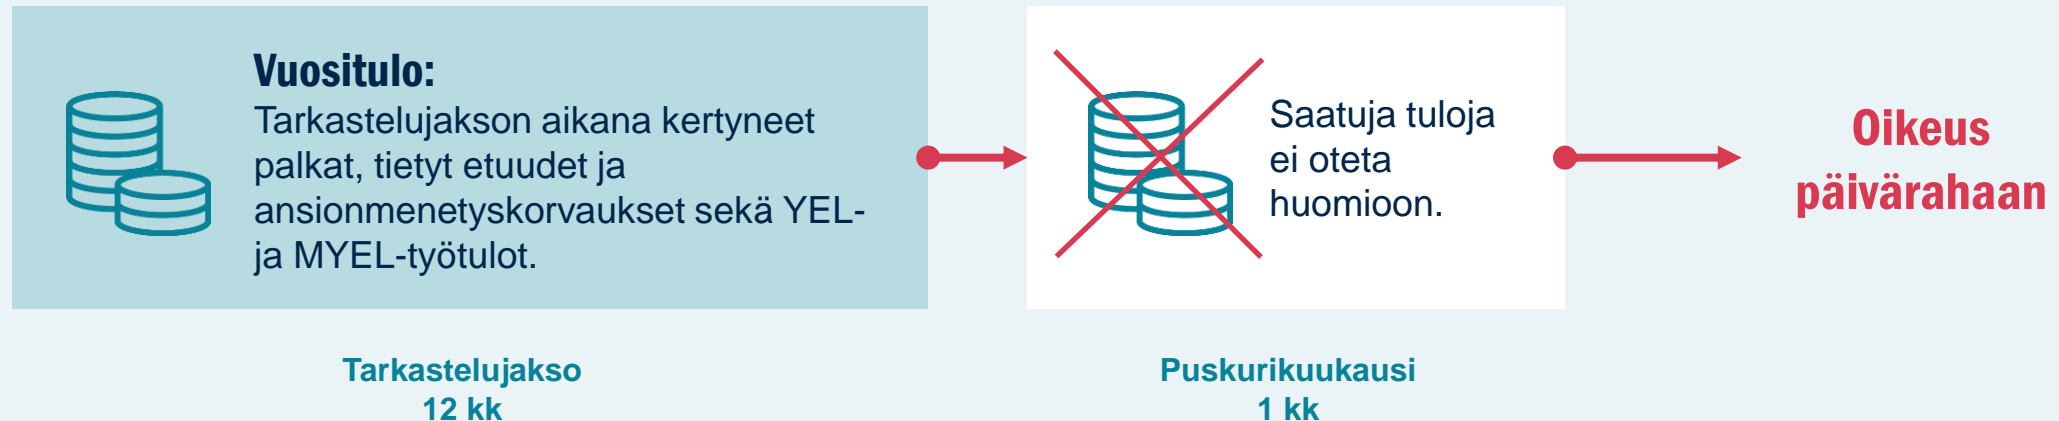 Vuositulo:
Tarkastelujakson aikana kertyneet
palkat, tietyt etuudet ja
ansionmenetyskorvaukset sekä YEL-
ja MYEL-työtulot.
Saatuja tuloja
ei oteta
huomioon.
Oikeus
päivärahaan
Tarkastelujakso
12 kk
Puskurikuukausi
1 kk